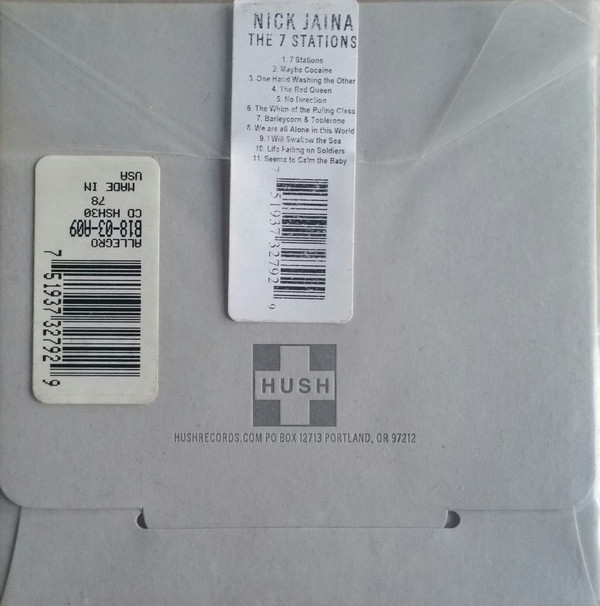 NICK JAINA
THE 7 STATIONS
1. 7 Stations
2. Maybe Cocaine
3. One Hand Washing the Other
4. The Red Queen
5. No Direction
6. The Whim of the Ruling Class
7. Barleycorn & Toblerone
8. We are all Alone in this World
9. I Will Swallow the Sea
10. Life Falling on Soldiers
11. Seems to Calm the Baby
7 51937 32792 9
ALLEGRO
B18-03-A09
CD HSH30
78
MADE IN
USA
7 51937 32792 9
HUSH
HUSHRECORDS.COM PO BOX 12713 PORTLAND, OR 97212